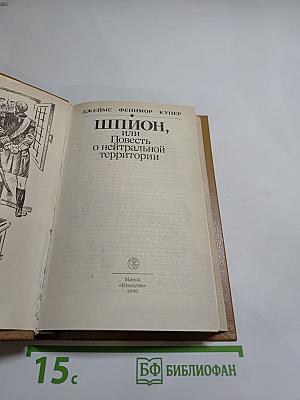 ДЖЕЙМС ФЕНИМОР КУПЕР
ШПИОН,
или
Повесть
о нейтральной
территории
Минск
«Юнацтва»
1990
15с
БФ БИБЛИОФАН